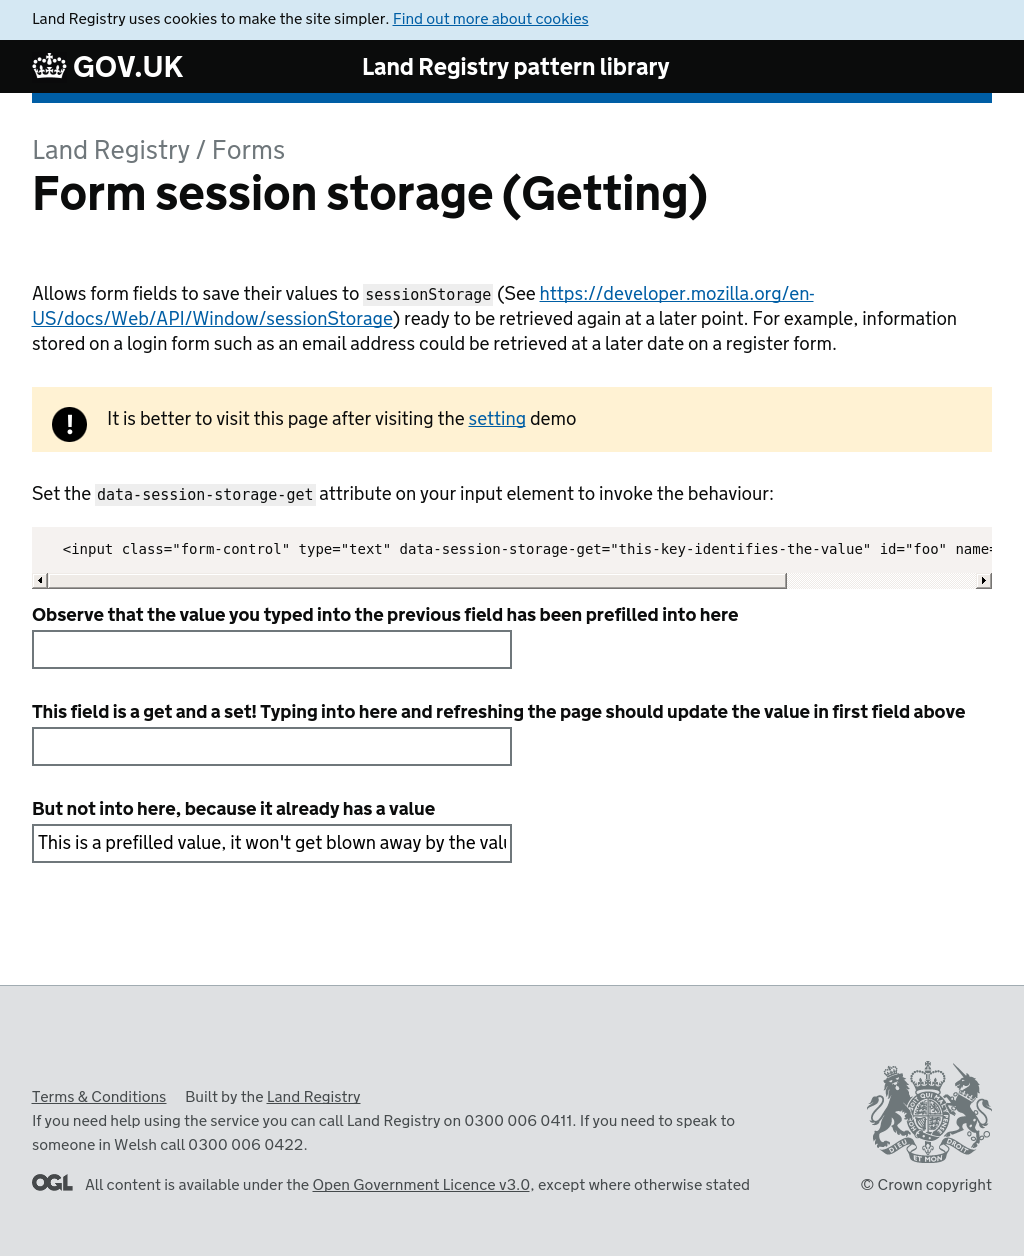 Land Registry uses cookies to make the site simpler. Find out more about cookies
GOV.UK
Land Registry pattern library
Land Registry / Forms
Form session storage (Getting)
Allows form fields to save their values to sessionStorage (See https://developer.mozilla.org/en-
US/docs/Web/API/Window/sessionStorage) ready to be retrieved again at a later point. For example, information
stored on a login form such as an email address could be retrieved at a later date on a register form.
It is better to visit this page after visiting the setting demo
Set the data-session-storage-get attribute on your input element to invoke the behaviour:
<input class="form-control" type="text" data-session-storage-get="this-key-identifies-the-value" id="foo" name=
Observe that the value you typed into the previous field has been prefilled into here
This field is a get and a set! Typing into here and refreshing the page should update the value in first field above
But not into here, because it already has a value
This is a prefilled value, it won't get blown away by the valu
Terms & Conditions Built by the Land Registry
If you need help using the service you can call Land Registry on 0300 006 0411. If you need to speak to
someone in Welsh call 0300 006 0422.
OGL All content is available under the Open Government Licence v3.0, except where otherwise stated
DIEU ET MON DROIT
© Crown copyright